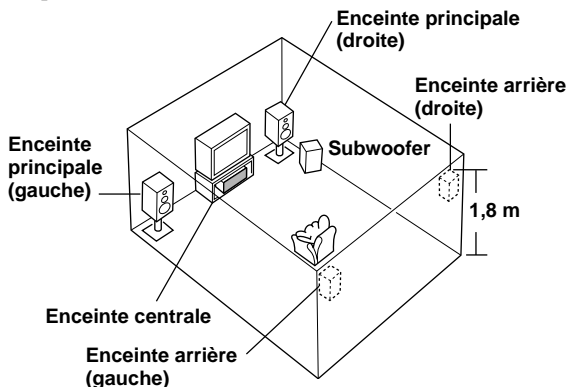 Enceinte principale
(droite)
Enceinte arrière
(droite)
Enceinte
principale
(gauche)
Subwoofer
1,8 m
Enceinte centrale
Enceinte arrière
(gauche)